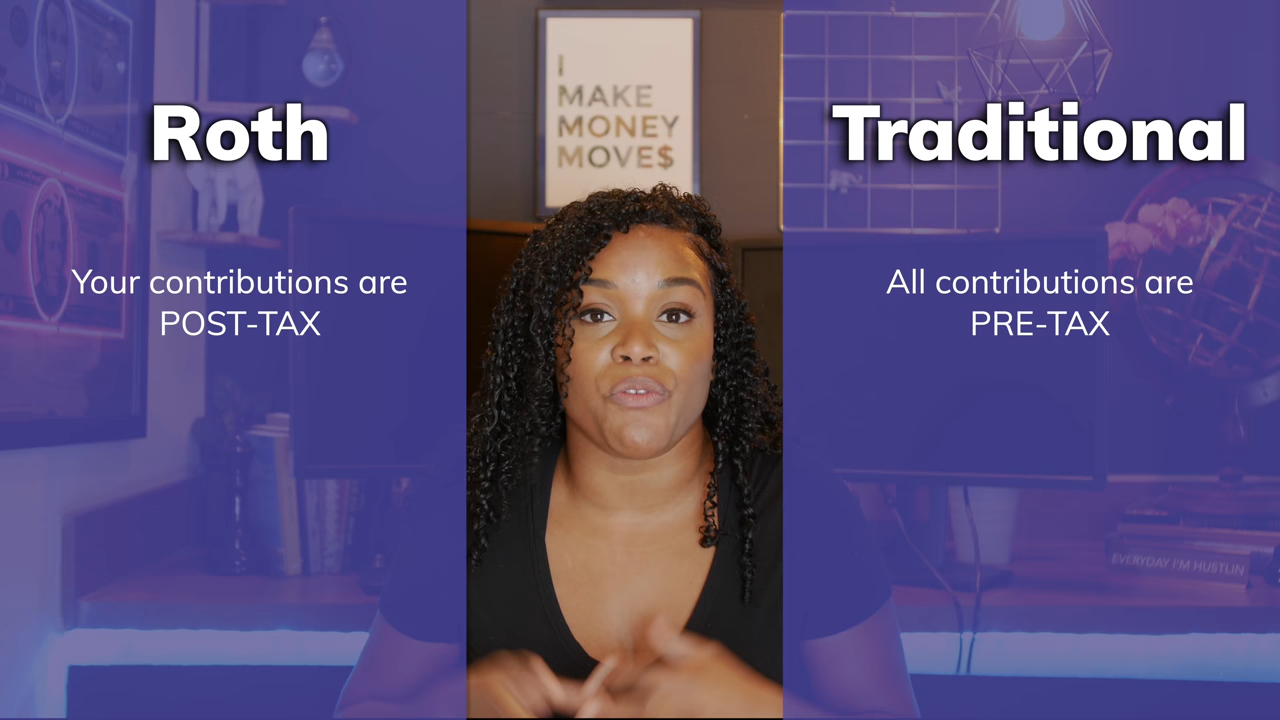 I
MAKE
MONEY
MOVE$
Roth
Your contributions are
POST-TAX
Traditional
All contributions are
PRE-TAX
EVERYDAY I'M HUSTLIN